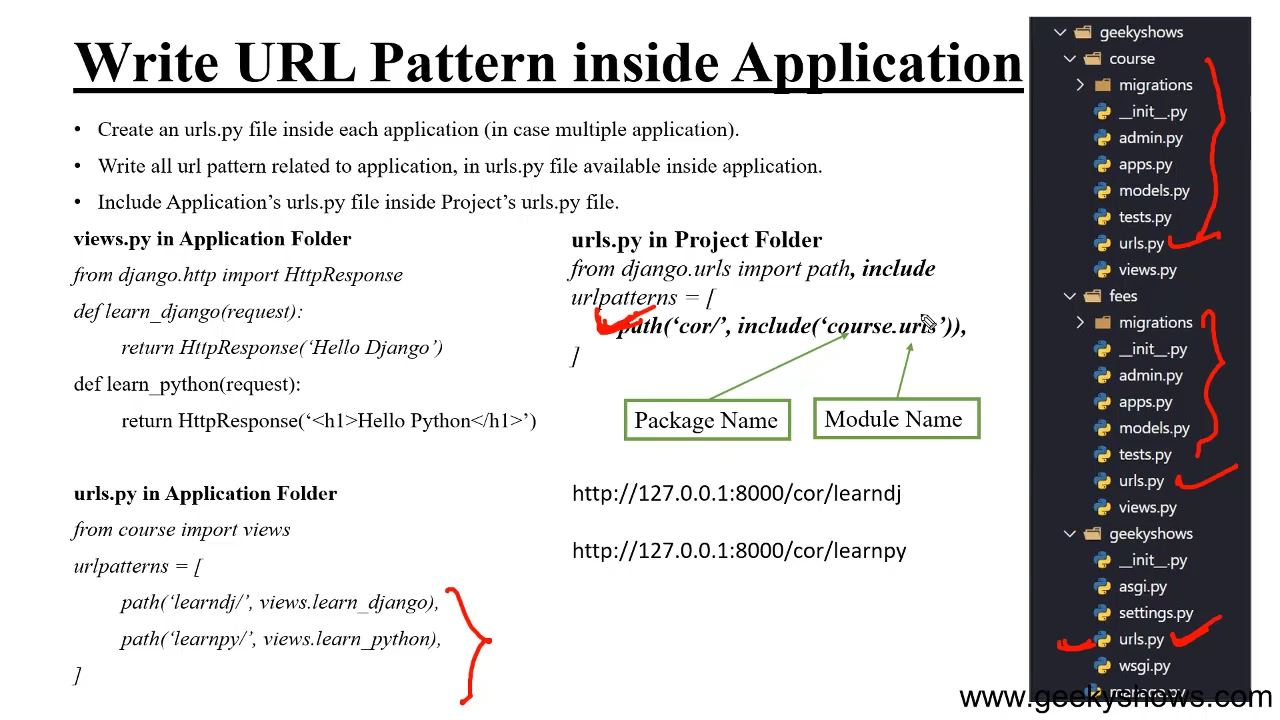 Write URL Pattern inside Application
• Create an urls.py file inside each application (in case multiple application).
• Write all url pattern related to application, in urls.py file available inside application.
• Include Application’s urls.py file inside Project’s urls.py file.
views.py in Application Folder
from django.http import HttpResponse
def learn_django(request):
return HttpResponse(‘Hello Django’)
def learn_python(request):
return HttpResponse(‘<h1>Hello Python</h1>’)
urls.py in Application Folder
from course import views
urlpatterns = [
path(‘learndj/’, views.learn_django),
path(‘learnpy/’, views.learn_python),
]
urls.py in Project Folder
from django.urls import path, include
urlpatterns = [
path(‘cor/’, include(‘course.urls’)),
]
Package Name
Module Name
http://127.0.0.1:8000/cor/learndj
http://127.0.0.1:8000/cor/learnpy
geekyshows
course
migrations
__init__.py
admin.py
apps.py
models.py
tests.py
urls.py
views.py
fees
migrations
__init__.py
admin.py
apps.py
models.py
tests.py
urls.py
views.py
geekyshows
__init__.py
asgi.py
settings.py
urls.py
wsgi.py
manage.py
www.geekyshows.com